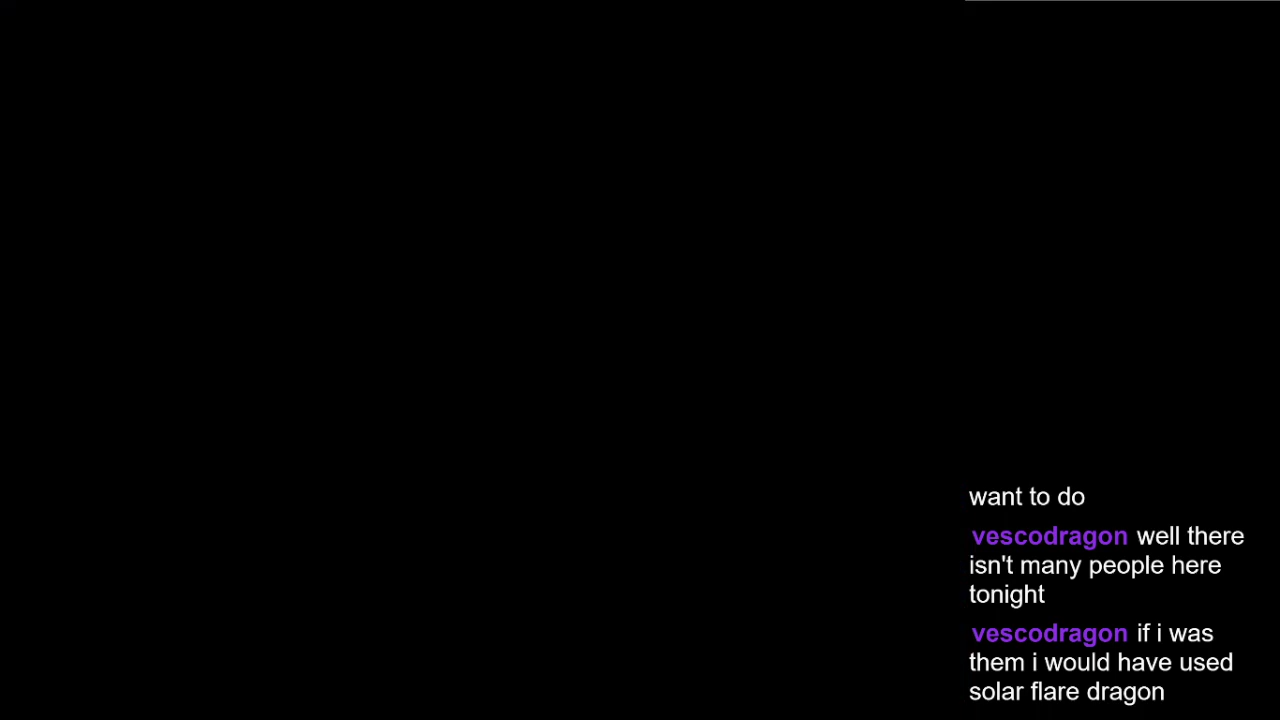 want to do
vescodragon well there
isn't many people here
tonight
vescodragon if i was
them i would have used
solar flare dragon